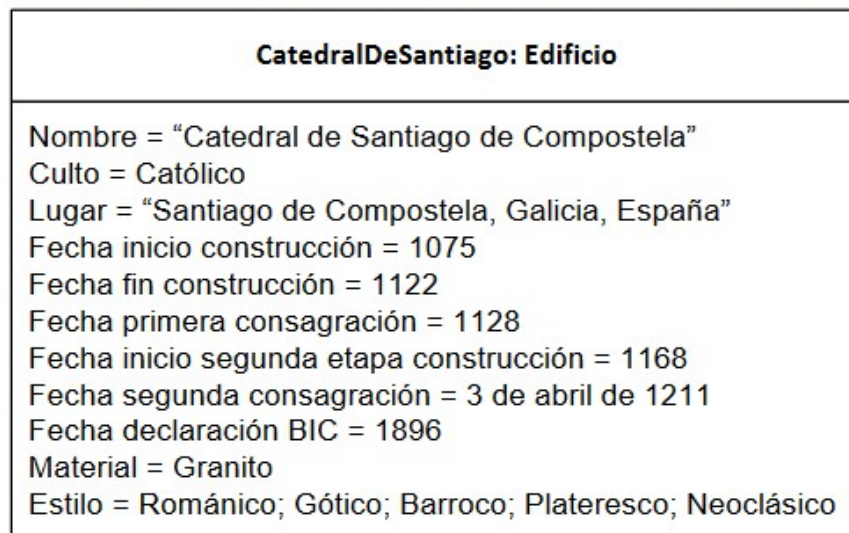 CatedralDeSantiago: Edificio
Nombre = “Catedral de Santiago de Compostela”
Culto = Católico
Lugar = “Santiago de Compostela, Galicia, España”
Fecha inicio construcción = 1075
Fecha fin construcción = 1122
Fecha primera consagración = 1128
Fecha inicio segunda etapa construcción = 1168
Fecha segunda consagración = 3 de abril de 1211
Fecha declaración BIC = 1896
Material = Granito
Estilo = Románico; Gótico; Barroco; Plateresco; Neoclásico